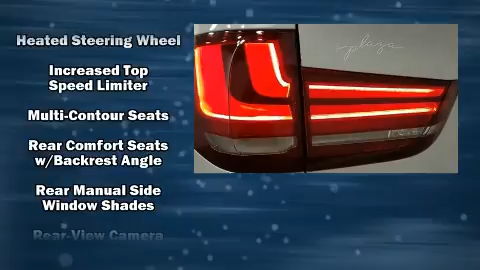 Heated Steering Wheel
Increased Top
Speed Limiter
Multi-Contour Seats
Rear Comfort Seats
w/Backrest Angle
Rear Manual Side
Window Shades
Rear-View Camera
plaza